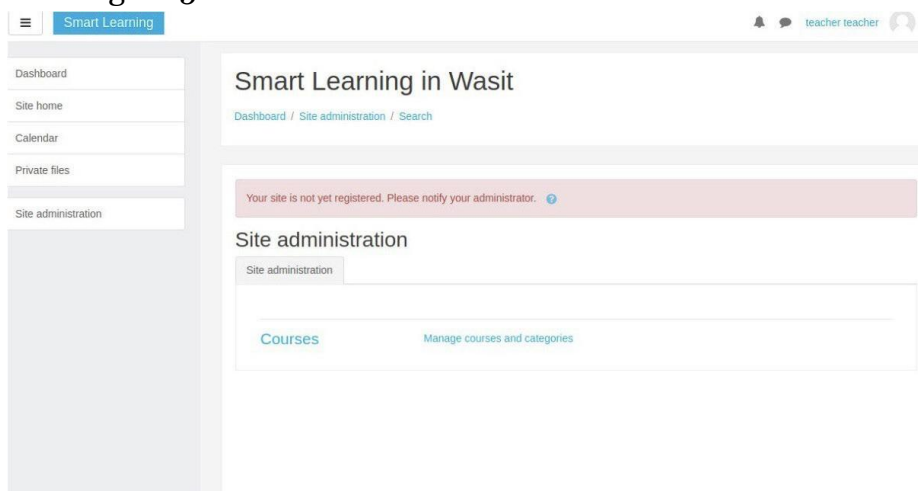 Smart Learning
teacher teacher
Dashboard
Site home
Calendar
Private files
Site administration
Smart Learning in Wasit
Dashboard / Site administration / Search
Your site is not yet registered. Please notify your administrator.
Site administration
Site administration
Courses
Manage courses and categories